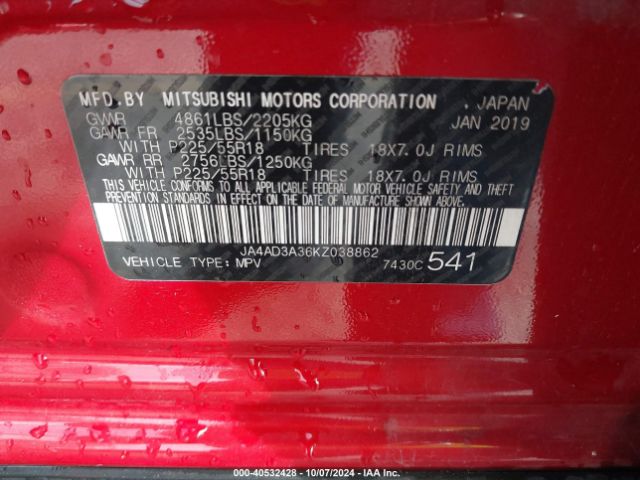 MFD. BY MITSUBISHI MOTORS CORPORATION , JAPAN
GVWR 4861LBS/2205KG JAN 2019
GAWR FR 2535LBS/1150KG
WITH P225/55R18 TIRES 18X7.0J RIMS
GAWR RR 2756LBS/1250KG
WITH P225/55R18 TIRES 18X7.0J RIMS
THIS VEHICLE CONFORMS TO ALL APPLICABLE FEDERAL MOTOR VEHICLE SAFETY AND THEFT
PREVENTION STANDARDS IN EFFECT ON THE DATE OF MANUFACTURE SHOWN ABOVE.
JA4AD3A36KZ038862
VEHICLE TYPE: MPV 7430C 541
000-40532428 - 10/07/2024 - IAA Inc.